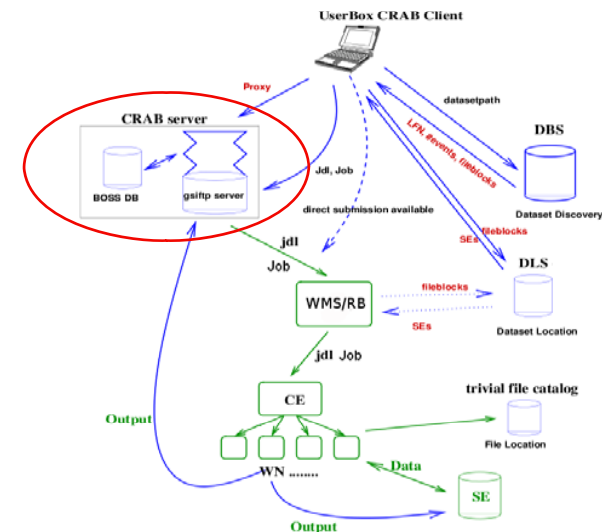 UserBox CRAB Client
Proxy
datasetpath
CRAB server
LFN, #events, fileblocks
DBS
Jdl, Job
BOSS DB
gsiftp server
direct submission available
Dataset Discovery
fileblocks
SEs
jdl
Job
DLS
fileblocks
WMS/RB
SEs
Dataset Location
jdl Job
trivial file catalog
CE
Output
File Location
Data
WN ........
SE
Output